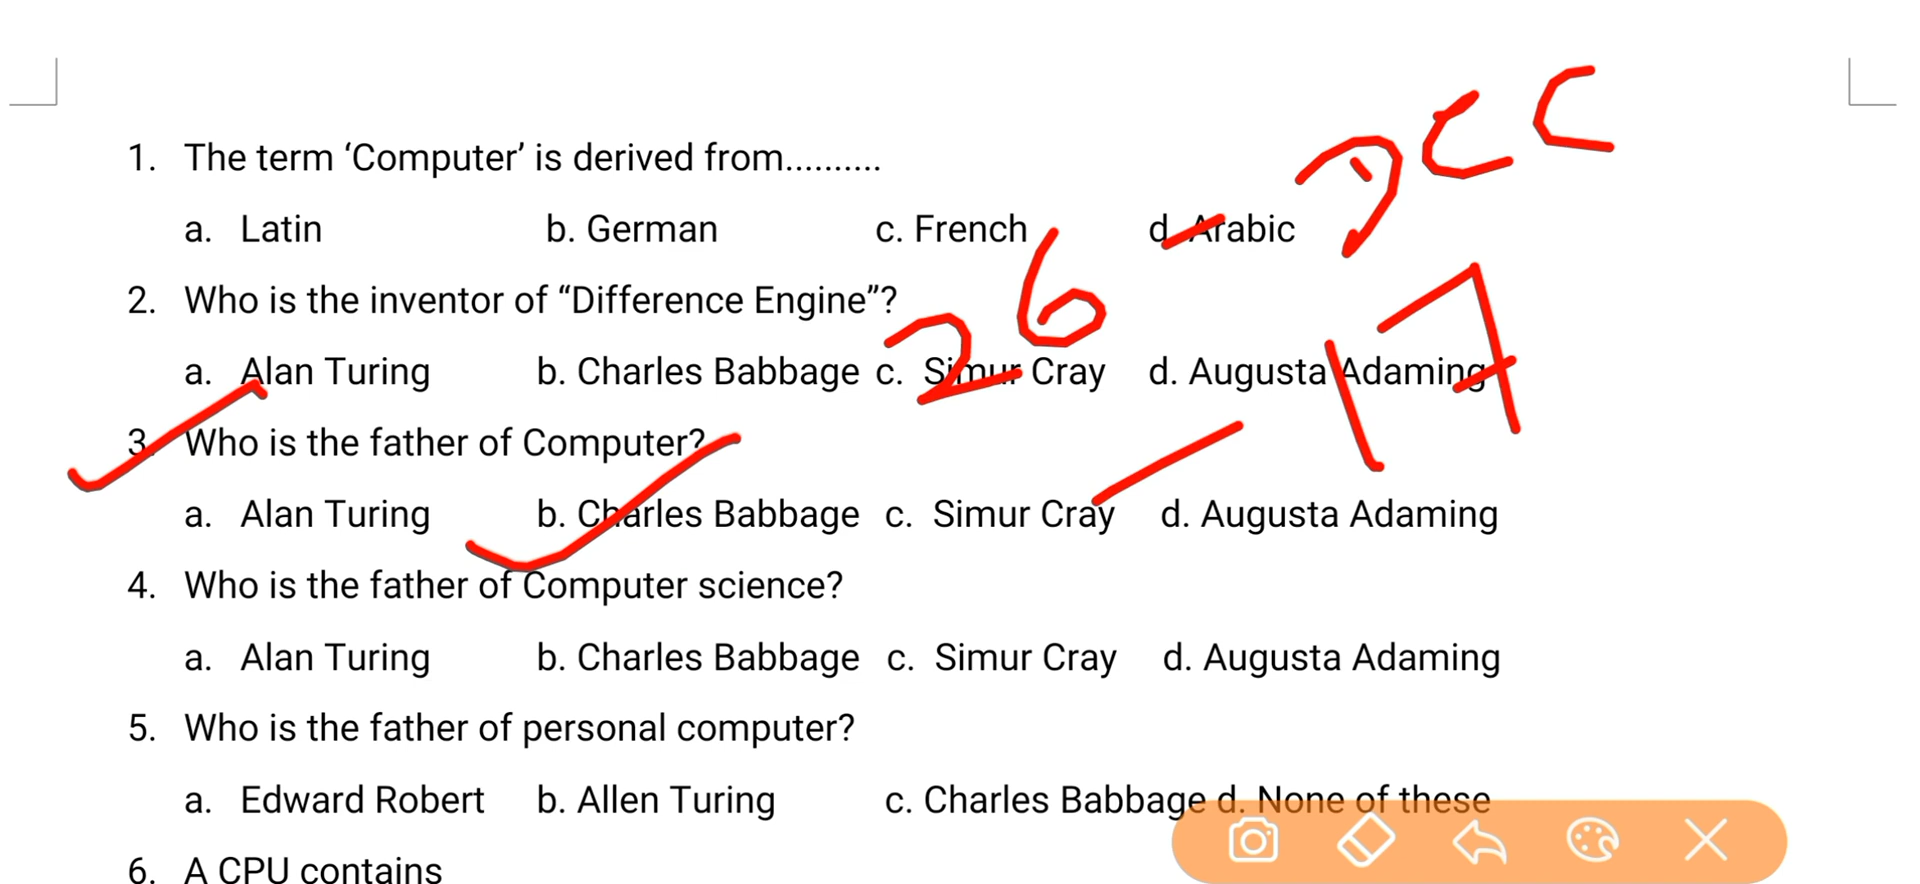 1. The term ‘Computer’ is derived from..........
a. Latin b. German c. French d. Arabic
2. Who is the inventor of “Difference Engine”?
a. Alan Turing b. Charles Babbage c. Simur Cray d. Augusta Adaming
3. Who is the father of Computer?
a. Alan Turing b. Charles Babbage c. Simur Cray d. Augusta Adaming
4. Who is the father of Computer science?
a. Alan Turing b. Charles Babbage c. Simur Cray d. Augusta Adaming
5. Who is the father of personal computer?
a. Edward Robert b. Allen Turing c. Charles Babbage d. None of these
6. A CPU contains
DCC
26
17